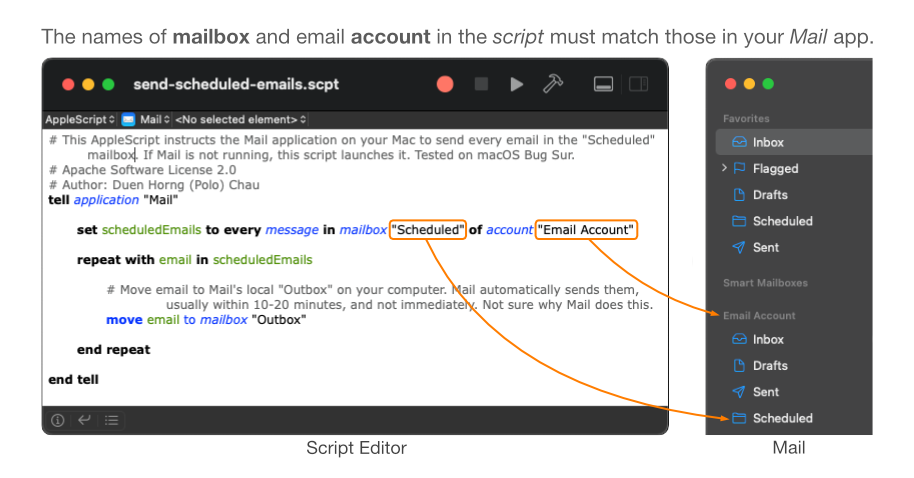 The names of mailbox and email account in the script must match those in your Mail app.
send-scheduled-emails.scpt
AppleScript Mail <No selected element>
# This AppleScript instructs the Mail application on your Mac to send every email in the "Scheduled"
mailbox. If Mail is not running, this script launches it. Tested on macOS Bug Sur.
# Apache Software License 2.0
# Author: Duen Horng (Polo) Chau
tell application "Mail"
set scheduledEmails to every message in mailbox "Scheduled" of account "Email Account"
repeat with email in scheduledEmails
# Move email to Mail's local "Outbox" on your computer. Mail automatically sends them,
usually within 10-20 minutes, and not immediately. Not sure why Mail does this.
move email to mailbox "Outbox"
end repeat
end tell
Script Editor
Favorites
Inbox
Flagged
Drafts
Scheduled
Sent
Smart Mailboxes
Email Account
Inbox
Drafts
Sent
Scheduled
Mail